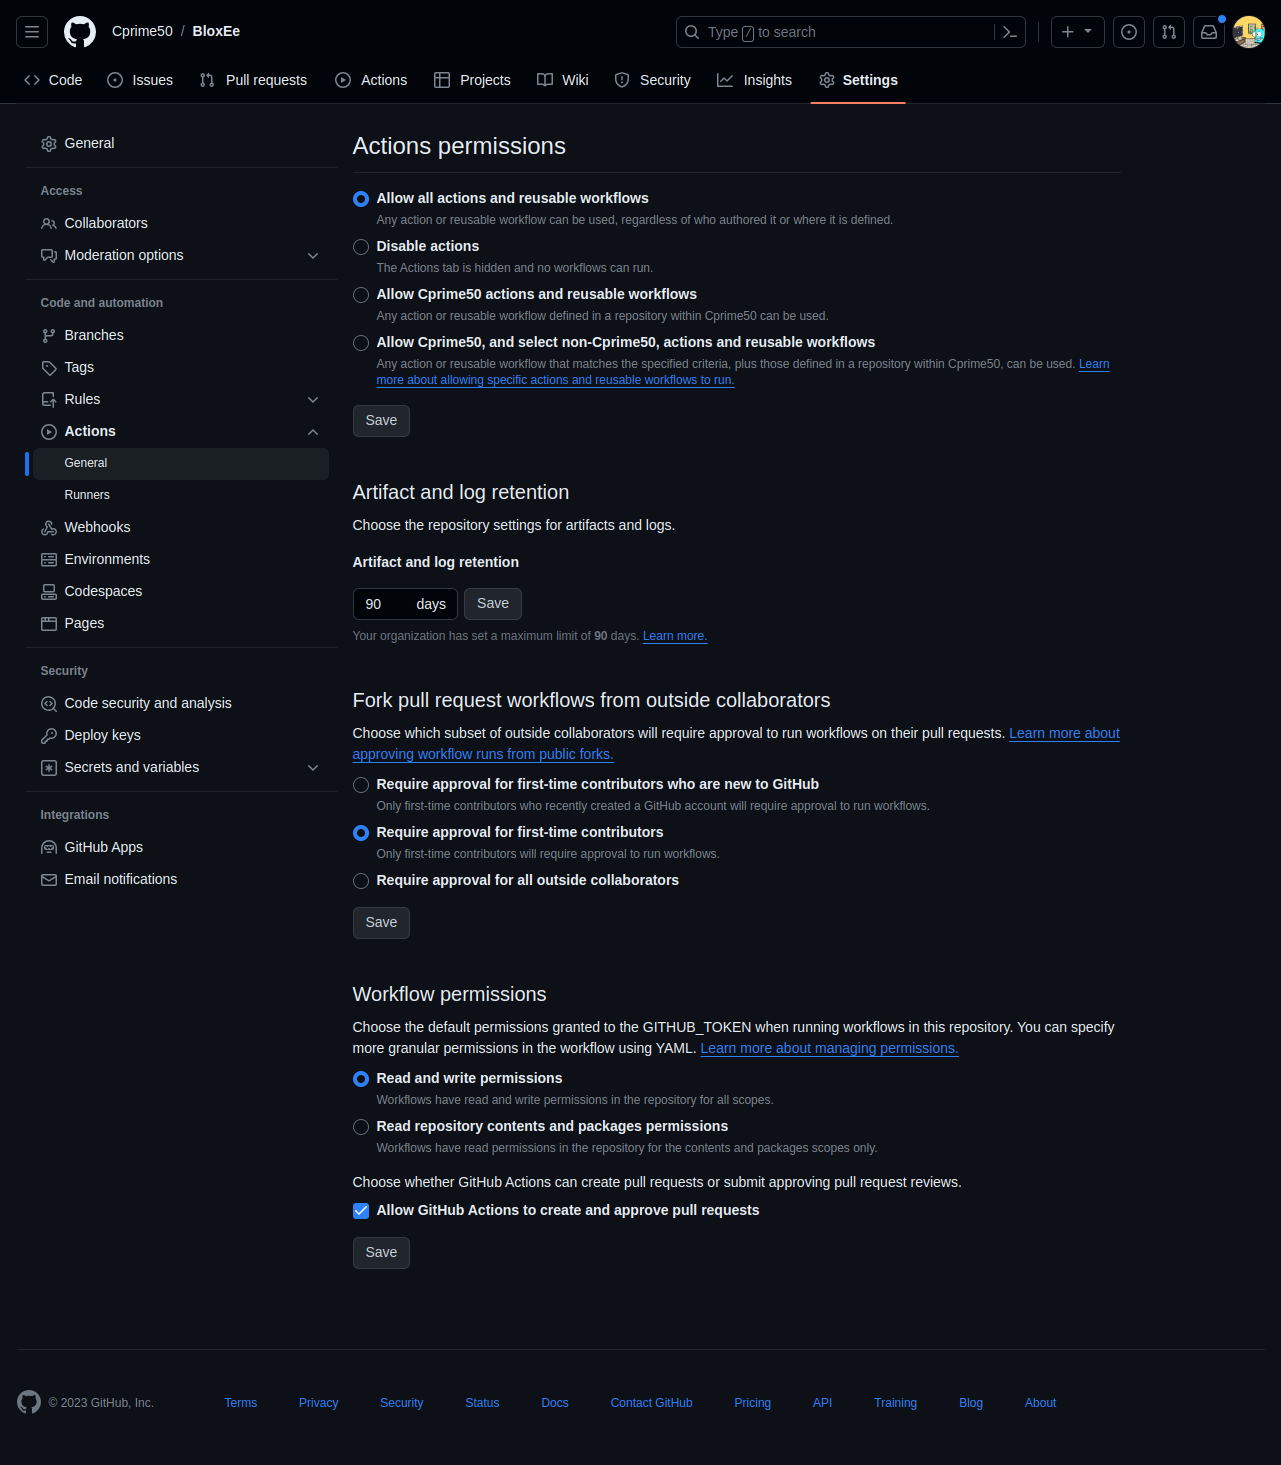 Cprime50 / BloxEe
Type / to search
Code Issues Pull requests Actions Projects Wiki Security Insights Settings
General
Access
Collaborators
Moderation options
Code and automation
Branches
Tags
Rules
Actions
General
Runners
Webhooks
Environments
Codespaces
Pages
Security
Code security and analysis
Deploy keys
Secrets and variables
Integrations
GitHub Apps
Email notifications
Actions permissions
Allow all actions and reusable workflows
Any action or reusable workflow can be used, regardless of who authored it or where it is defined.
Disable actions
The Actions tab is hidden and no workflows can run.
Allow Cprime50 actions and reusable workflows
Any action or reusable workflow defined in a repository within Cprime50 can be used.
Allow Cprime50, and select non-Cprime50, actions and reusable workflows
Any action or reusable workflow that matches the specified criteria, plus those defined in a repository within Cprime50, can be used. Learn
more about allowing specific actions and reusable workflows to run.
Save
Artifact and log retention
Choose the repository settings for artifacts and logs.
Artifact and log retention
90 days Save
Your organization has set a maximum limit of 90 days. Learn more.
Fork pull request workflows from outside collaborators
Choose which subset of outside collaborators will require approval to run workflows on their pull requests. Learn more about
approving workflow runs from public forks.
Require approval for first-time contributors who are new to GitHub
Only first-time contributors who recently created a GitHub account will require approval to run workflows.
Require approval for first-time contributors
Only first-time contributors will require approval to run workflows.
Require approval for all outside collaborators
Save
Workflow permissions
Choose the default permissions granted to the GITHUB_TOKEN when running workflows in this repository. You can specify
more granular permissions in the workflow using YAML. Learn more about managing permissions.
Read and write permissions
Workflows have read and write permissions in the repository for all scopes.
Read repository contents and packages permissions
Workflows have read permissions in the repository for the contents and packages scopes only.
Choose whether GitHub Actions can create pull requests or submit approving pull request reviews.
Allow GitHub Actions to create and approve pull requests
Save
© 2023 GitHub, Inc. Terms Privacy Security Status Docs Contact GitHub Pricing API Training Blog About